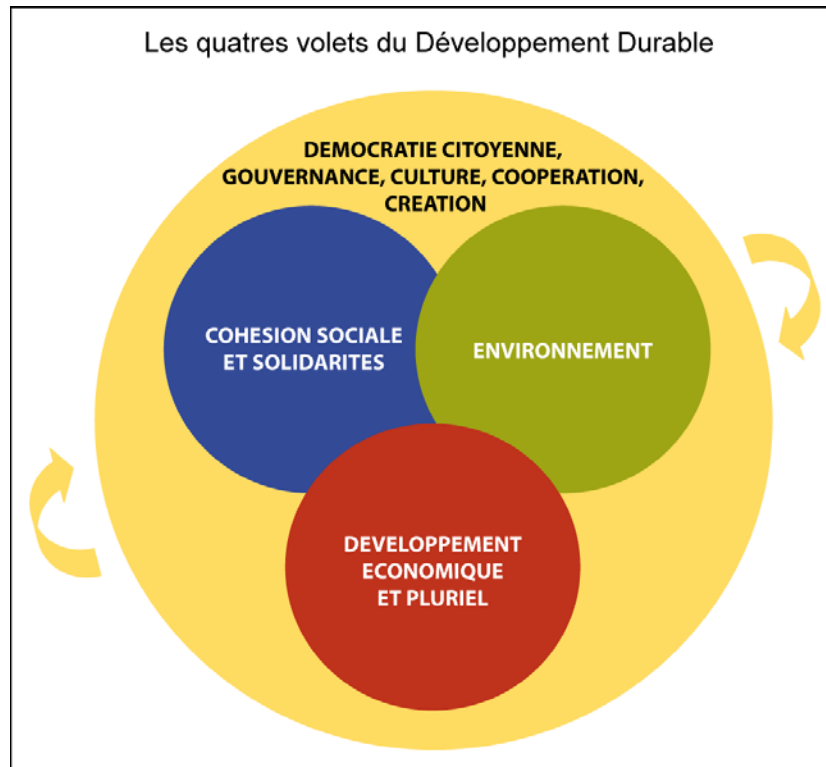 Les quatres volets du Développement Durable
DEMOCRATIE CITOYENNE,
GOUVERNANCE, CULTURE, COOPERATION,
CREATION
COHESION SOCIALE
ET SOLIDARITES
ENVIRONNEMENT
DEVELOPPEMENT
ECONOMIQUE
ET PLURIEL